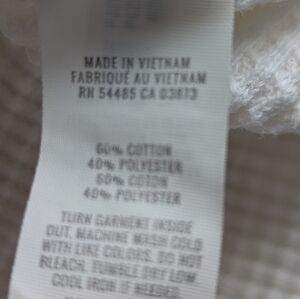 MADE IN VIETNAM
FABRIQUÉ AU VIETNAM
RN 54485 CA 03873
60% COTTON
40% POLYESTER
60% COTON
40% POLYESTER
TURN GARMENT INSIDE
OUT. MACHINE WASH COLD
WITH LIKE COLORS. DO NOT
BLEACH. TUMBLE DRY LOW.
COOL IRON IF NEEDED.